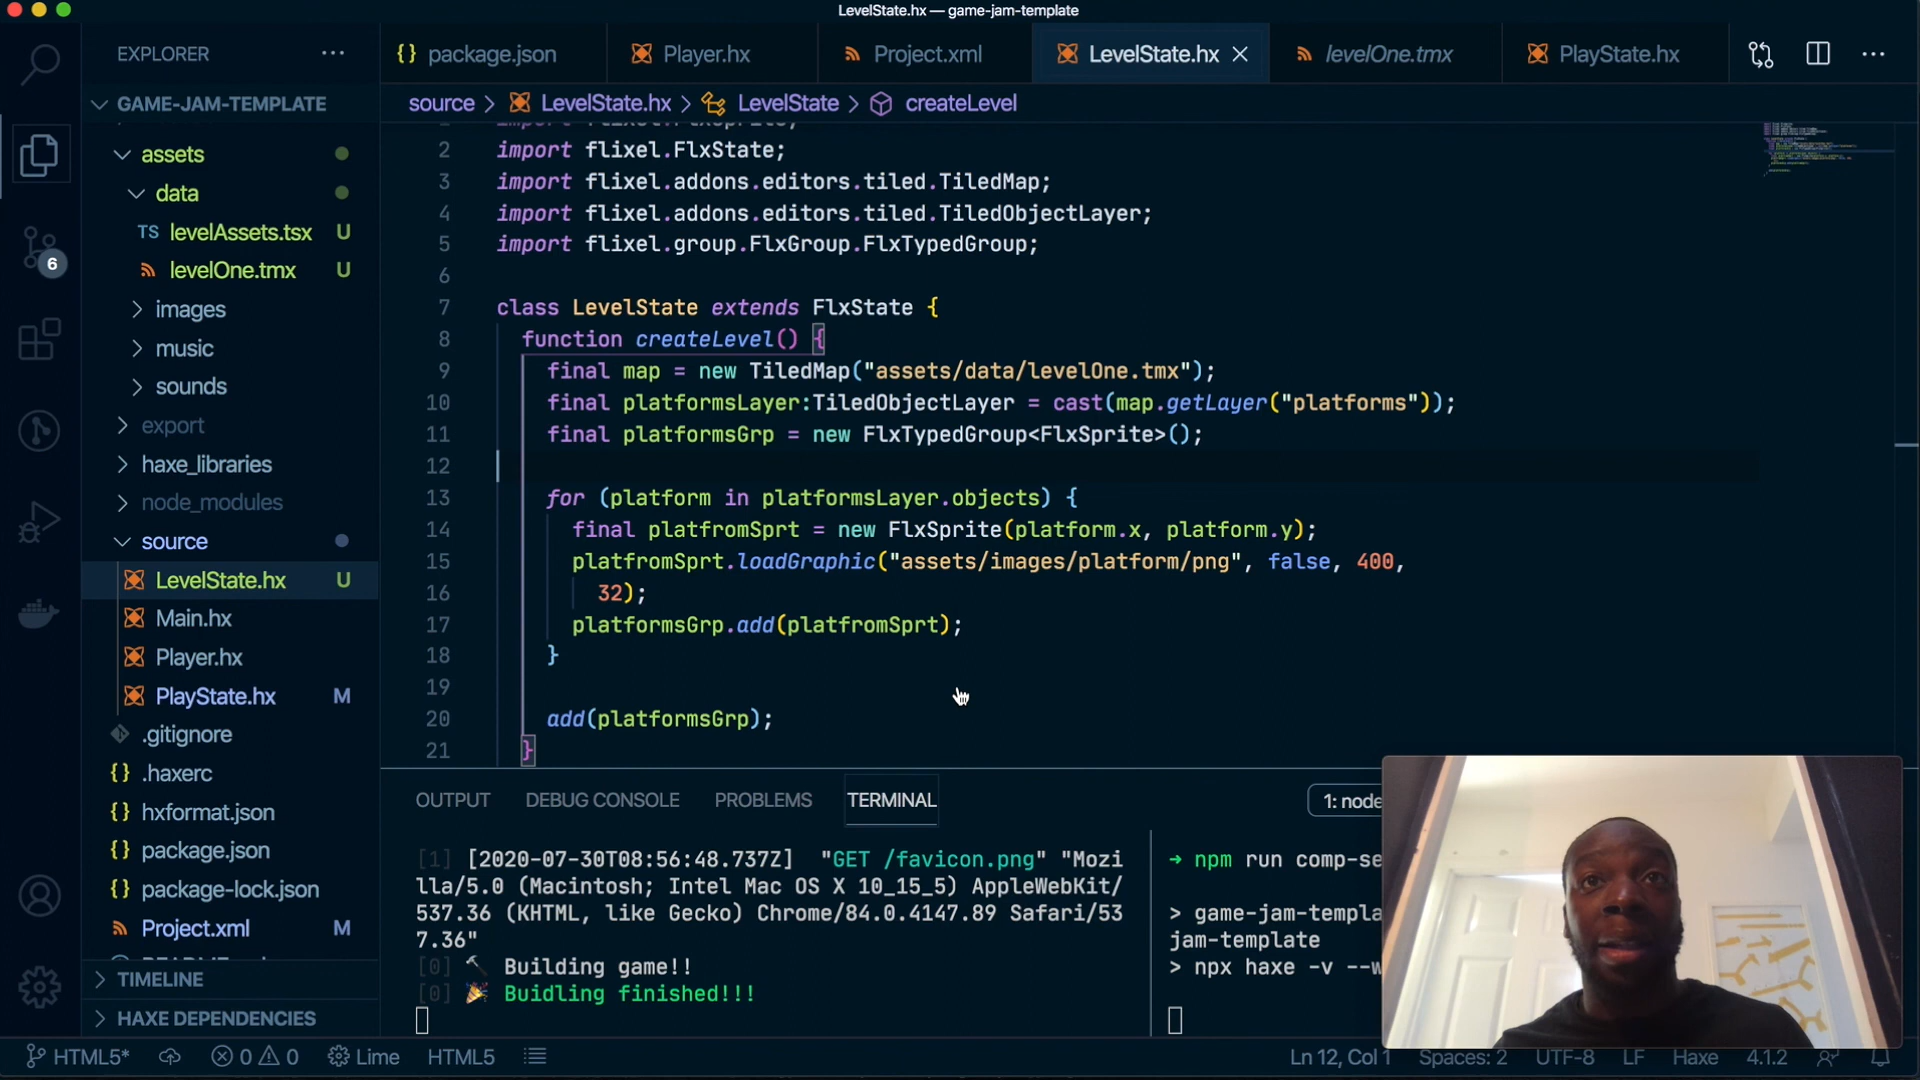 LevelState.hx — game-jam-template
EXPLORER
{} package.json
Player.hx
Project.xml
LevelState.hx
levelOne.tmx
PlayState.hx
GAME-JAM-TEMPLATE
source > LevelState.hx > LevelState > createLevel
assets
data
TS levelAssets.tsx U
levelOne.tmx U
images
music
sounds
export
haxe_libraries
node_modules
source
LevelState.hx U
Main.hx
Player.hx
PlayState.hx M
.gitignore
{} .haxerc
{} hxformat.json
{} package.json
{} package-lock.json
Project.xml M
TIMELINE
HAXE DEPENDENCIES
6
2 import flixel.FlxState;
3 import flixel.addons.editors.tiled.TiledMap;
4 import flixel.addons.editors.tiled.TiledObjectLayer;
5 import flixel.group.FlxGroup.FlxTypedGroup;
6
7 class LevelState extends FlxState {
8 function createLevel() {
9 final map = new TiledMap("assets/data/levelOne.tmx");
10 final platformsLayer:TiledObjectLayer = cast(map.getLayer("platforms"));
11 final platformsGrp = new FlxTypedGroup<FlxSprite>();
12
13 for (platform in platformsLayer.objects) {
14 final platfromSprt = new FlxSprite(platform.x, platform.y);
15 platfromSprt.loadGraphic("assets/images/platform/png", false, 400,
16 32);
17 platformsGrp.add(platfromSprt);
18 }
19
20 add(platformsGrp);
21 }
OUTPUT DEBUG CONSOLE PROBLEMS TERMINAL
1: node
[1] [2020-07-30T08:56:48.737Z] "GET /favicon.png" "Mozi
lla/5.0 (Macintosh; Intel Mac OS X 10_15_5) AppleWebKit/
537.36 (KHTML, like Gecko) Chrome/84.0.4147.89 Safari/53
7.36"
[0] Building game!!
[0] Buidling finished!!!
→ npm run comp-se
> game-jam-templa
jam-template
> npx haxe -v --w
HTML5* 0 0 Lime HTML5
Ln 12, Col 1 Spaces: 2 UTF-8 LF Haxe 4.1.2